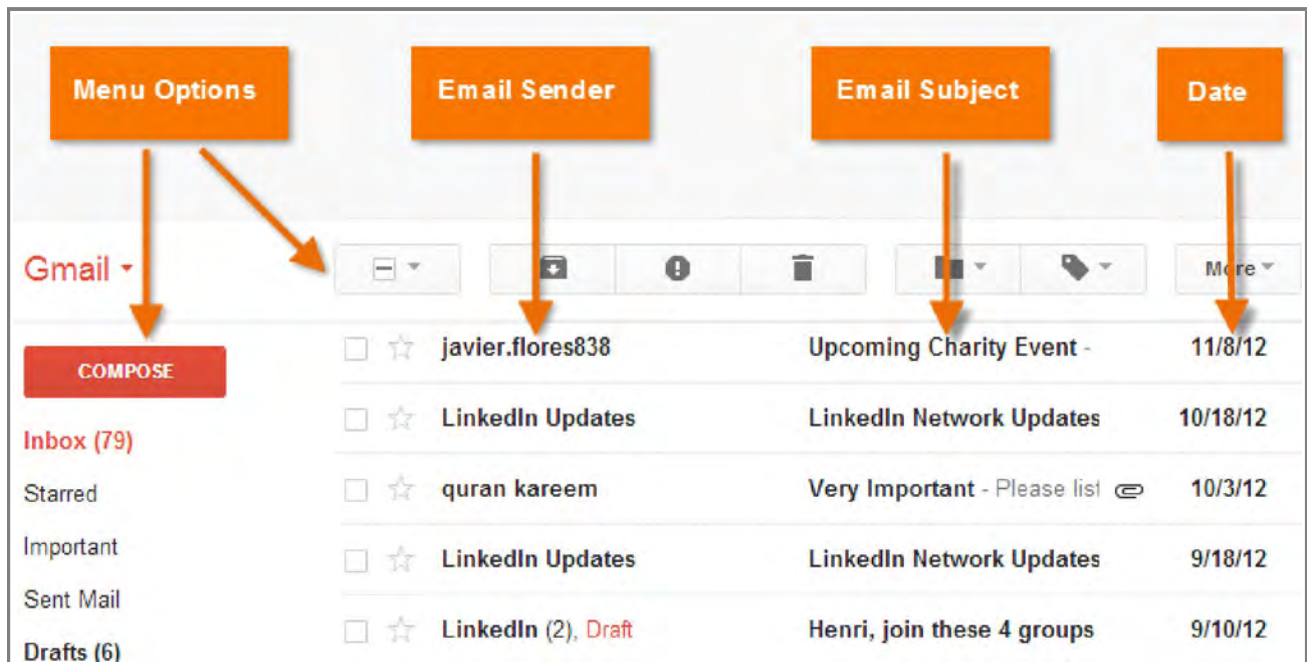 Menu Options Email Sender Email Subject Date
Gmail
More
COMPOSE
Inbox (79)
Starred
Important
Sent Mail
Drafts (6)
javier.flores838 Upcoming Charity Event - 11/8/12
LinkedIn Updates LinkedIn Network Updates 10/18/12
quran kareem Very Important - Please list 10/3/12
LinkedIn Updates LinkedIn Network Updates 9/18/12
LinkedIn (2), Draft Henri, join these 4 groups 9/10/12